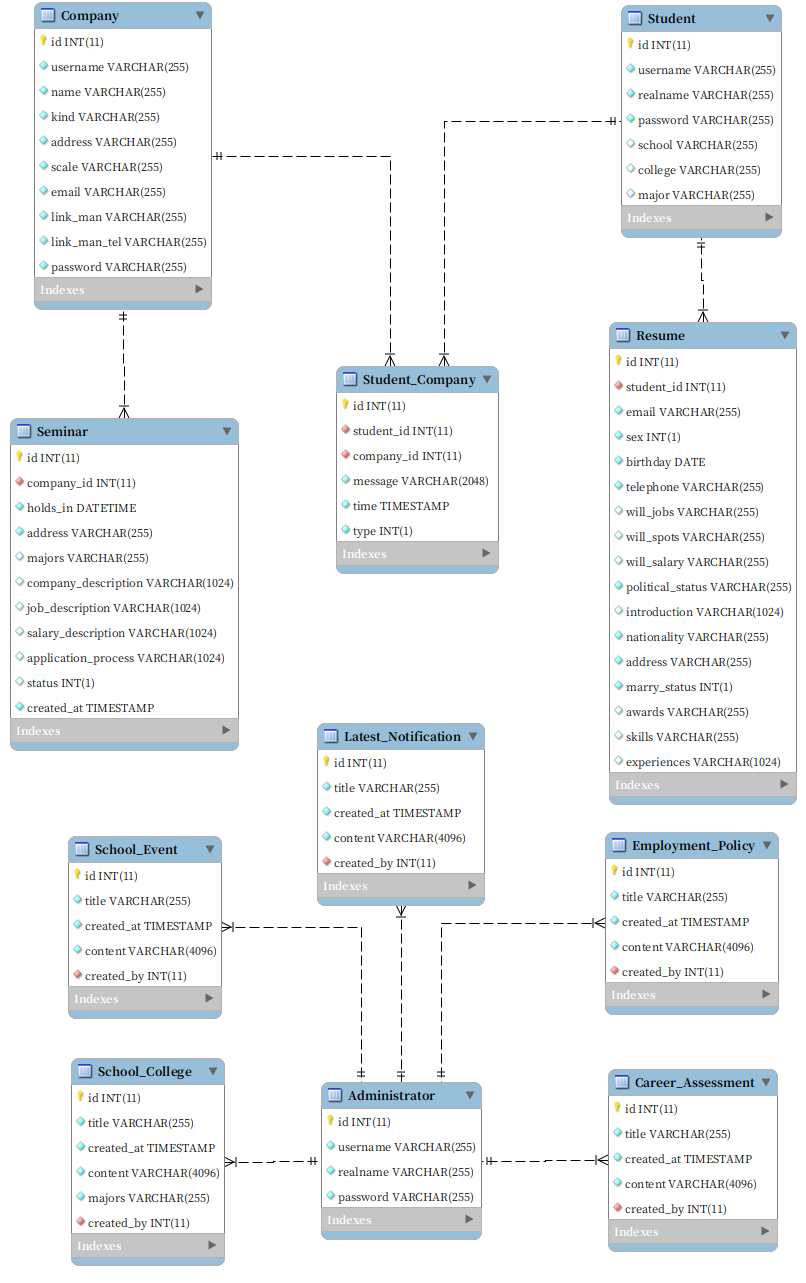 Company
id INT(11)
username VARCHAR(255)
name VARCHAR(255)
kind VARCHAR(255)
address VARCHAR(255)
scale VARCHAR(255)
email VARCHAR(255)
link_man VARCHAR(255)
link_man_tel VARCHAR(255)
password VARCHAR(255)
Indexes
Student
id INT(11)
username VARCHAR(255)
realname VARCHAR(255)
password VARCHAR(255)
school VARCHAR(255)
college VARCHAR(255)
major VARCHAR(255)
Indexes
Student_Company
id INT(11)
student_id INT(11)
company_id INT(11)
message VARCHAR(2048)
time TIMESTAMP
type INT(1)
Indexes
Resume
id INT(11)
student_id INT(11)
email VARCHAR(255)
sex INT(1)
birthday DATE
telephone VARCHAR(255)
will_jobs VARCHAR(255)
will_spots VARCHAR(255)
will_salary VARCHAR(255)
political_status VARCHAR(255)
introduction VARCHAR(1024)
nationality VARCHAR(255)
address VARCHAR(255)
marry_status INT(1)
awards VARCHAR(255)
skills VARCHAR(255)
experiences VARCHAR(1024)
Indexes
Seminar
id INT(11)
company_id INT(11)
holds_in DATETIME
address VARCHAR(255)
majors VARCHAR(255)
company_description VARCHAR(1024)
job_description VARCHAR(1024)
salary_description VARCHAR(1024)
application_process VARCHAR(1024)
status INT(1)
created_at TIMESTAMP
Indexes
Latest_Notification
id INT(11)
title VARCHAR(255)
created_at TIMESTAMP
content VARCHAR(4096)
created_by INT(11)
Indexes
School_Event
id INT(11)
title VARCHAR(255)
created_at TIMESTAMP
content VARCHAR(4096)
created_by INT(11)
Indexes
Employment_Policy
id INT(11)
title VARCHAR(255)
created_at TIMESTAMP
content VARCHAR(4096)
created_by INT(11)
Indexes
School_College
id INT(11)
title VARCHAR(255)
created_at TIMESTAMP
content VARCHAR(4096)
majors VARCHAR(255)
created_by INT(11)
Indexes
Administrator
id INT(11)
username VARCHAR(255)
realname VARCHAR(255)
password VARCHAR(255)
Indexes
Career_Assessment
id INT(11)
title VARCHAR(255)
created_at TIMESTAMP
content VARCHAR(4096)
created_by INT(11)
Indexes